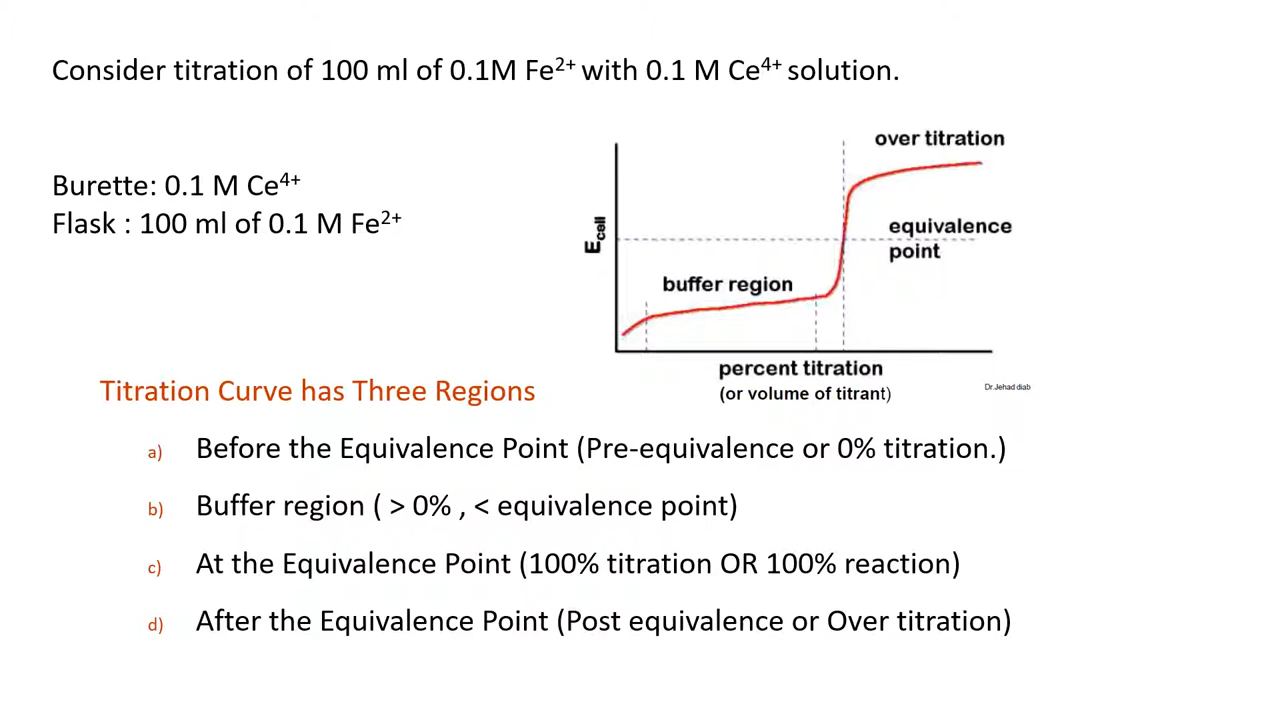 Consider titration of 100 ml of 0.1M Fe²⁺ with 0.1 M Ce⁴⁺ solution.
Burette: 0.1 M Ce⁴⁺
Flask : 100 ml of 0.1 M Fe²⁺
over titration
equivalence
point
E_cell
buffer region
percent titration
(or volume of titrant)
Dr.Jehad diab
Titration Curve has Three Regions
a) Before the Equivalence Point (Pre-equivalence or 0% titration.)
b) Buffer region ( > 0% , < equivalence point)
c) At the Equivalence Point (100% titration OR 100% reaction)
d) After the Equivalence Point (Post equivalence or Over titration)